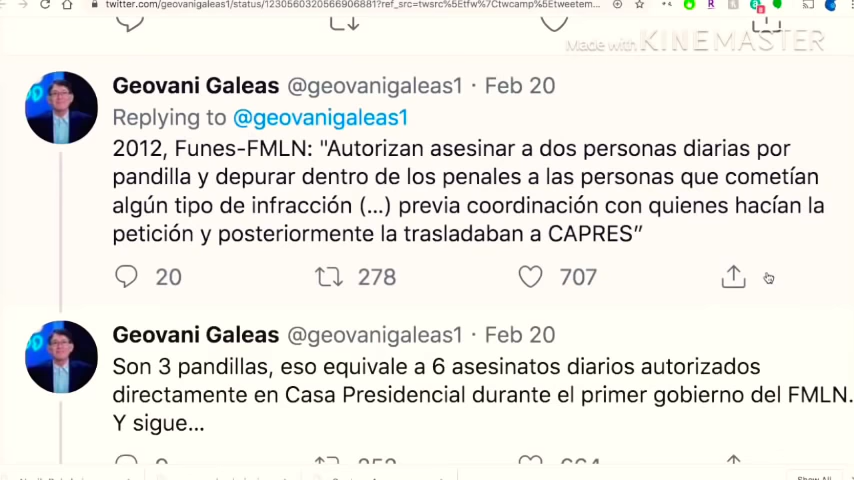 twitter.com/geovanigaleas1/status/1230560320566906881?ref_src=twsrc%5Etfw%7Ctwcamp%5Etweetem...
Made with KINEMASTER
Geovani Galeas @geovanigaleas1 · Feb 20
Replying to @geovanigaleas1
2012, Funes-FMLN: "Autorizan asesinar a dos personas diarias por
pandilla y depurar dentro de los penales a las personas que cometían
algún tipo de infracción (...) previa coordinación con quienes hacían la
petición y posteriormente la trasladaban a CAPRES”
20 278 707
Geovani Galeas @geovanigaleas1 · Feb 20
Son 3 pandillas, eso equivale a 6 asesinatos diarios autorizados
directamente en Casa Presidencial durante el primer gobierno del FMLN.
Y sigue...
Show All